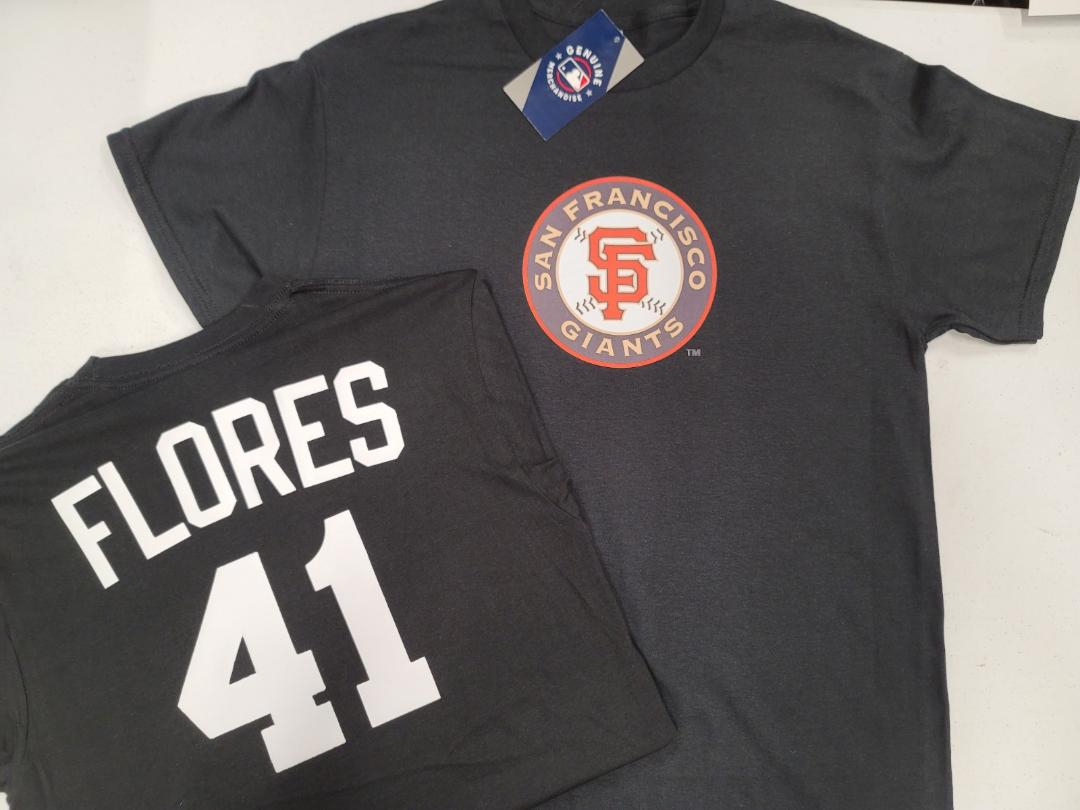 GENUINE
MERCHANDISE
SAN FRANCISCO
SF
GIANTS
TM
FLORES
41